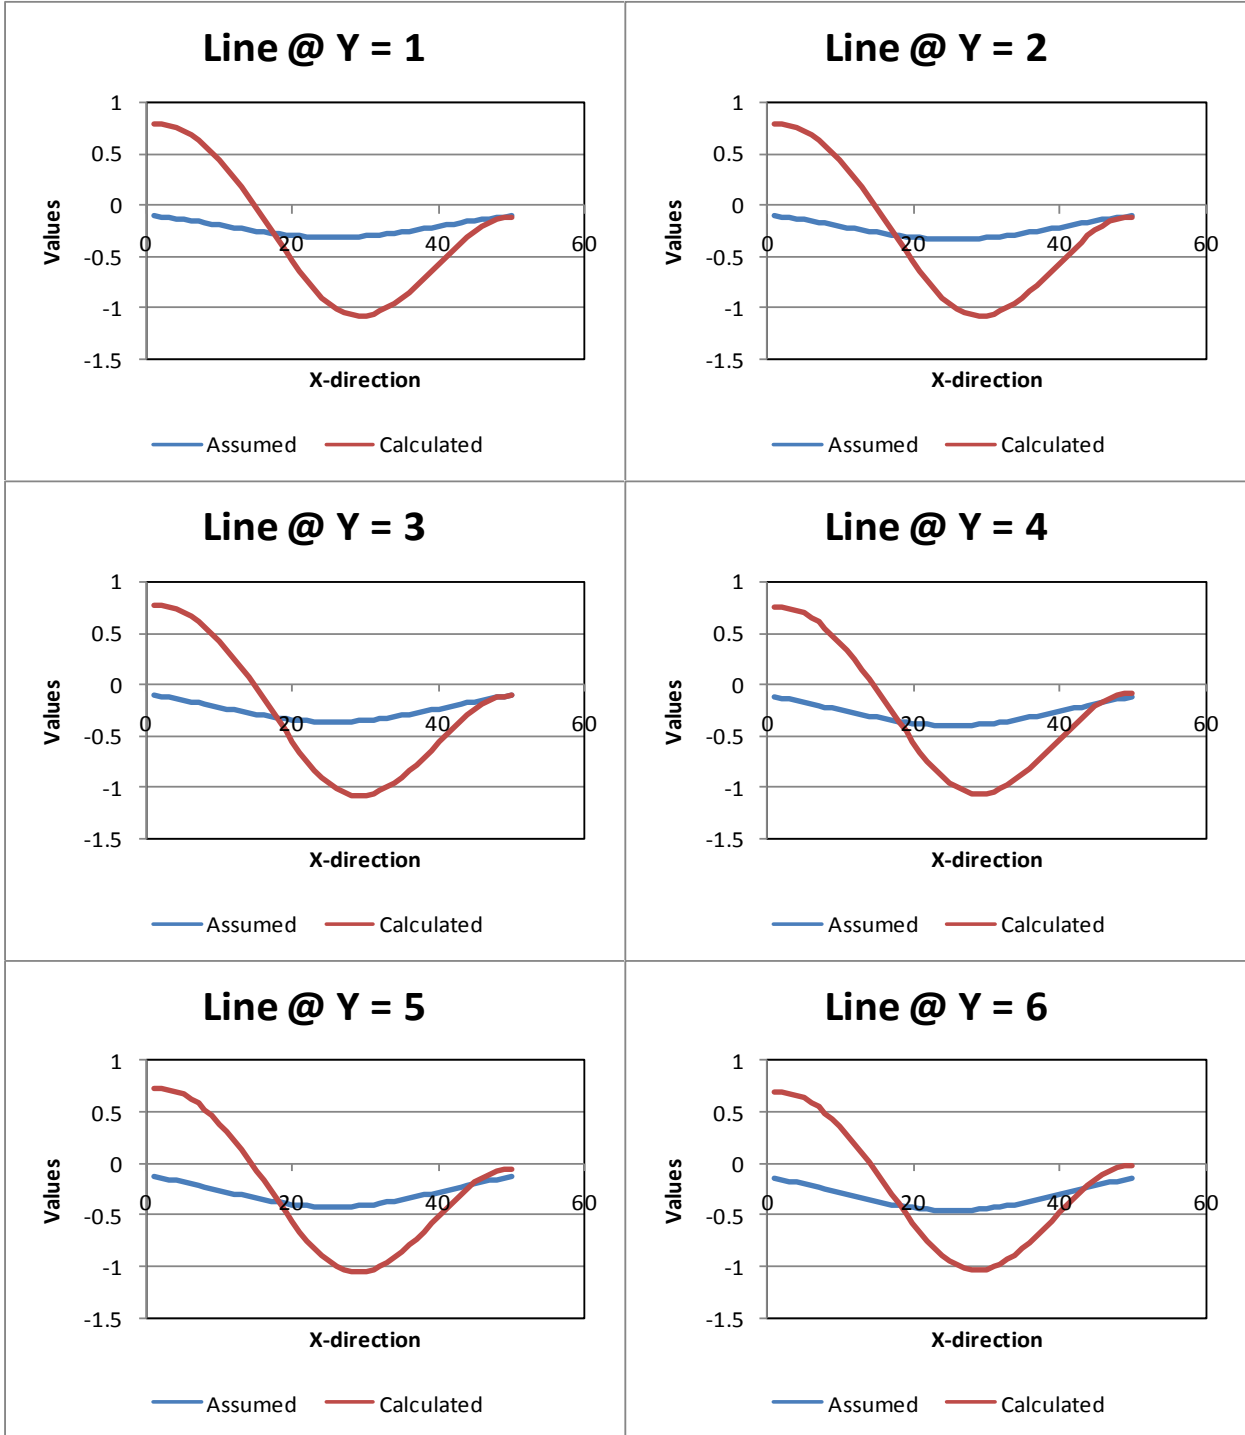 Line @ Y = 1
1
0.5
0
-0.5
-1
-1.5
0
20
40
60
Values
X-direction
Assumed
Calculated
Line @ Y = 2
1
0.5
0
-0.5
-1
-1.5
0
20
40
60
Values
X-direction
Assumed
Calculated
Line @ Y = 3
1
0.5
0
-0.5
-1
-1.5
0
20
40
60
Values
X-direction
Assumed
Calculated
Line @ Y = 4
1
0.5
0
-0.5
-1
-1.5
0
20
40
60
Values
X-direction
Assumed
Calculated
Line @ Y = 5
1
0.5
0
-0.5
-1
-1.5
0
20
40
60
Values
X-direction
Assumed
Calculated
Line @ Y = 6
1
0.5
0
-0.5
-1
-1.5
0
20
40
60
Values
X-direction
Assumed
Calculated